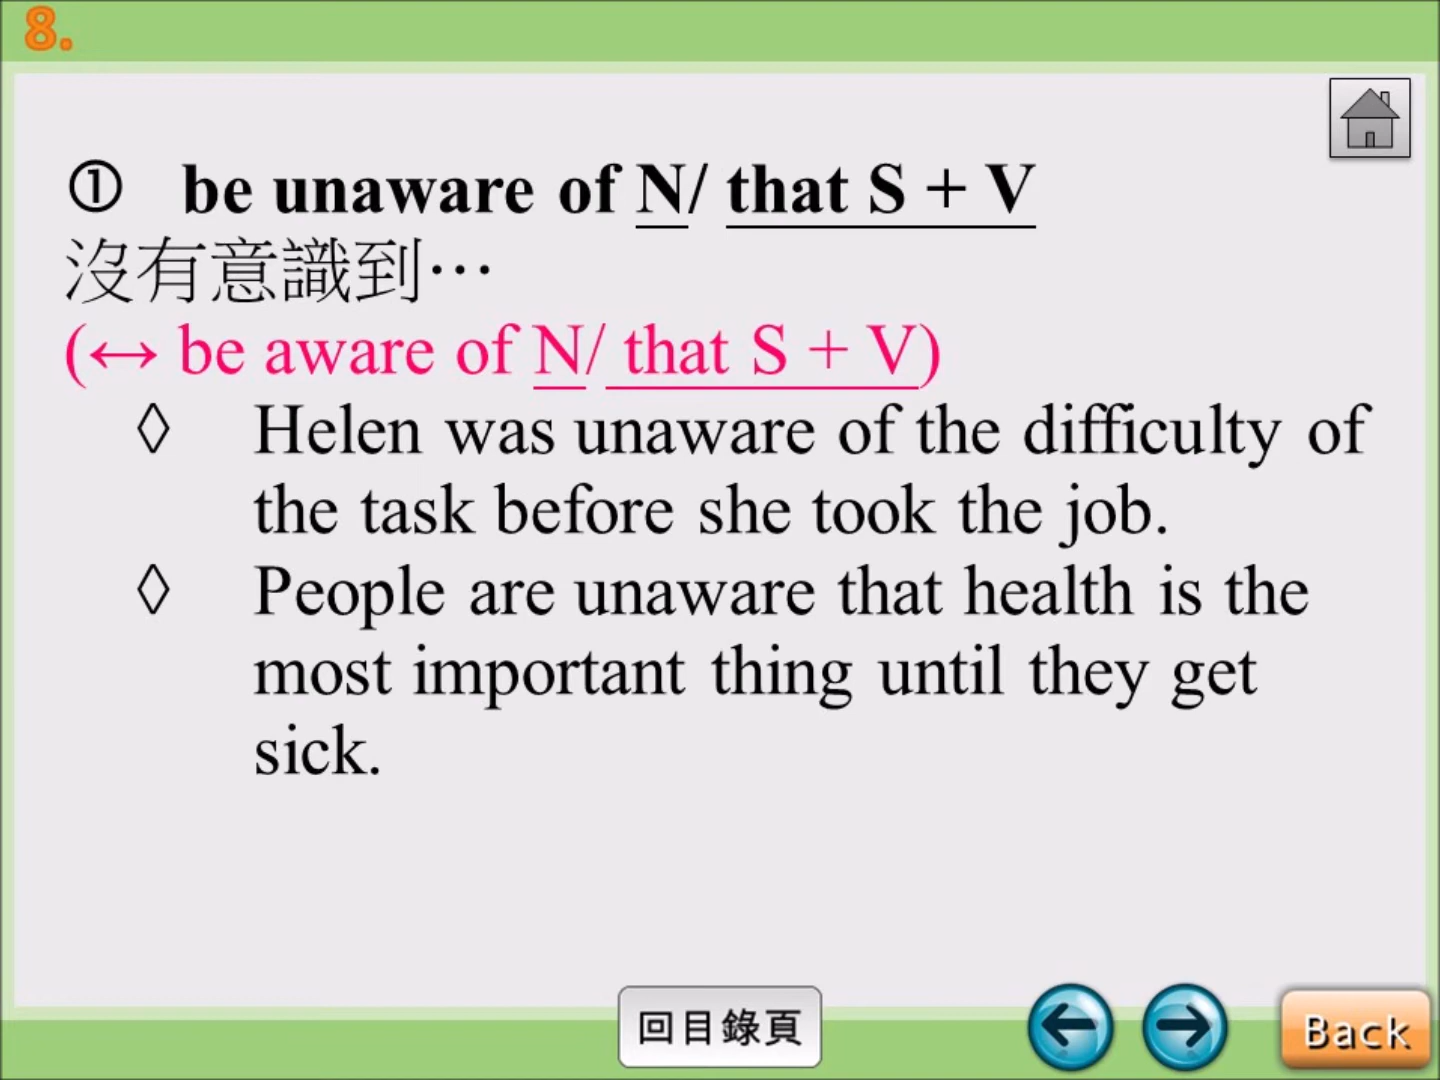 8.
① be unaware of N/ that S + V
沒有意識到…
(↔ be aware of N/ that S + V)
◊ Helen was unaware of the difficulty of
the task before she took the job.
◊ People are unaware that health is the
most important thing until they get
sick.
回目錄頁
Back